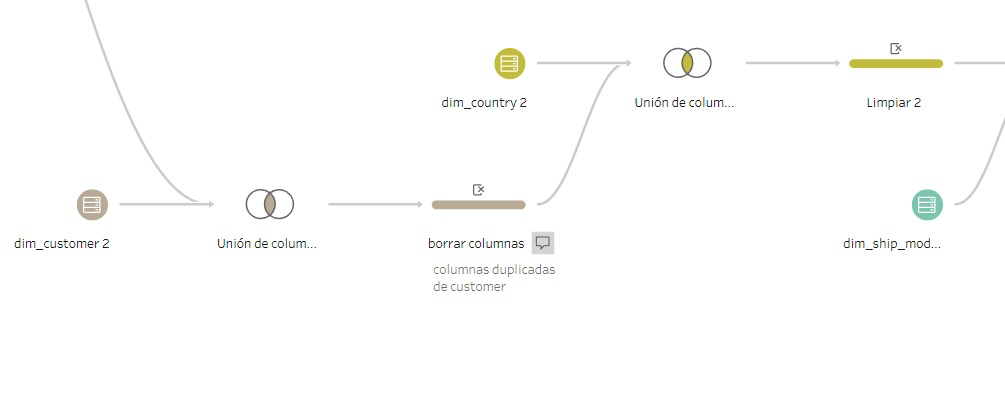 dim_country 2
Unión de colum...
Limpiar 2
dim_customer 2
Unión de colum...
borrar columnas
columnas duplicadas
de customer
dim_ship_mod...